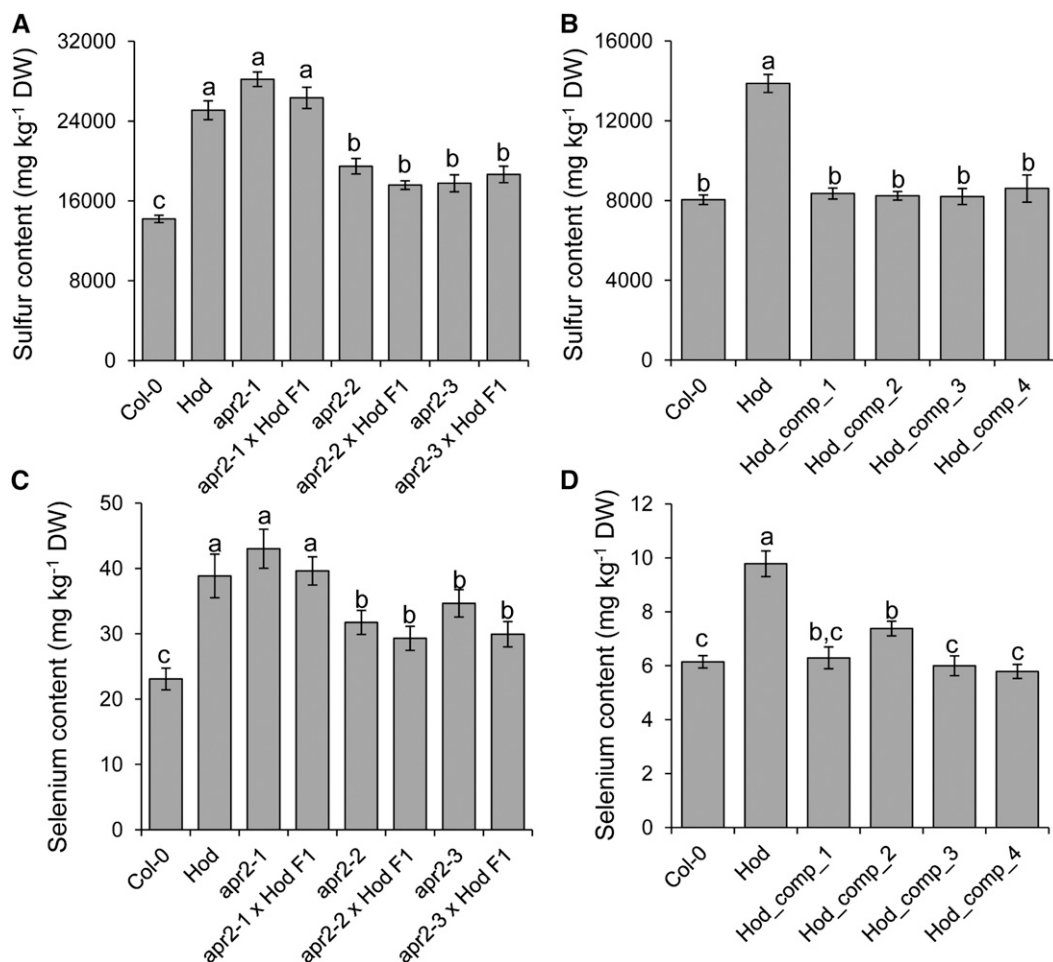 A
Sulfur content (mg kg⁻¹ DW)
32000
24000
16000
8000
0
c
a
a
a
b
b
b
b
Col-0
Hod
apr2-1
apr2-1 x Hod F1
apr2-2
apr2-2 x Hod F1
apr2-3
apr2-3 x Hod F1
B
Sulfur content (mg kg⁻¹ DW)
16000
12000
8000
4000
0
b
a
b
b
b
b
Col-0
Hod
Hod_comp_1
Hod_comp_2
Hod_comp_3
Hod_comp_4
C
Selenium content (mg kg⁻¹ DW)
50
40
30
20
10
0
c
a
a
a
b
b
b
b
Col-0
Hod
apr2-1
apr2-1 x Hod F1
apr2-2
apr2-2 x Hod F1
apr2-3
apr2-3 x Hod F1
D
Selenium content (mg kg⁻¹ DW)
12
10
8
6
4
2
0
c
a
b,c
b
c
c
Col-0
Hod
Hod_comp_1
Hod_comp_2
Hod_comp_3
Hod_comp_4